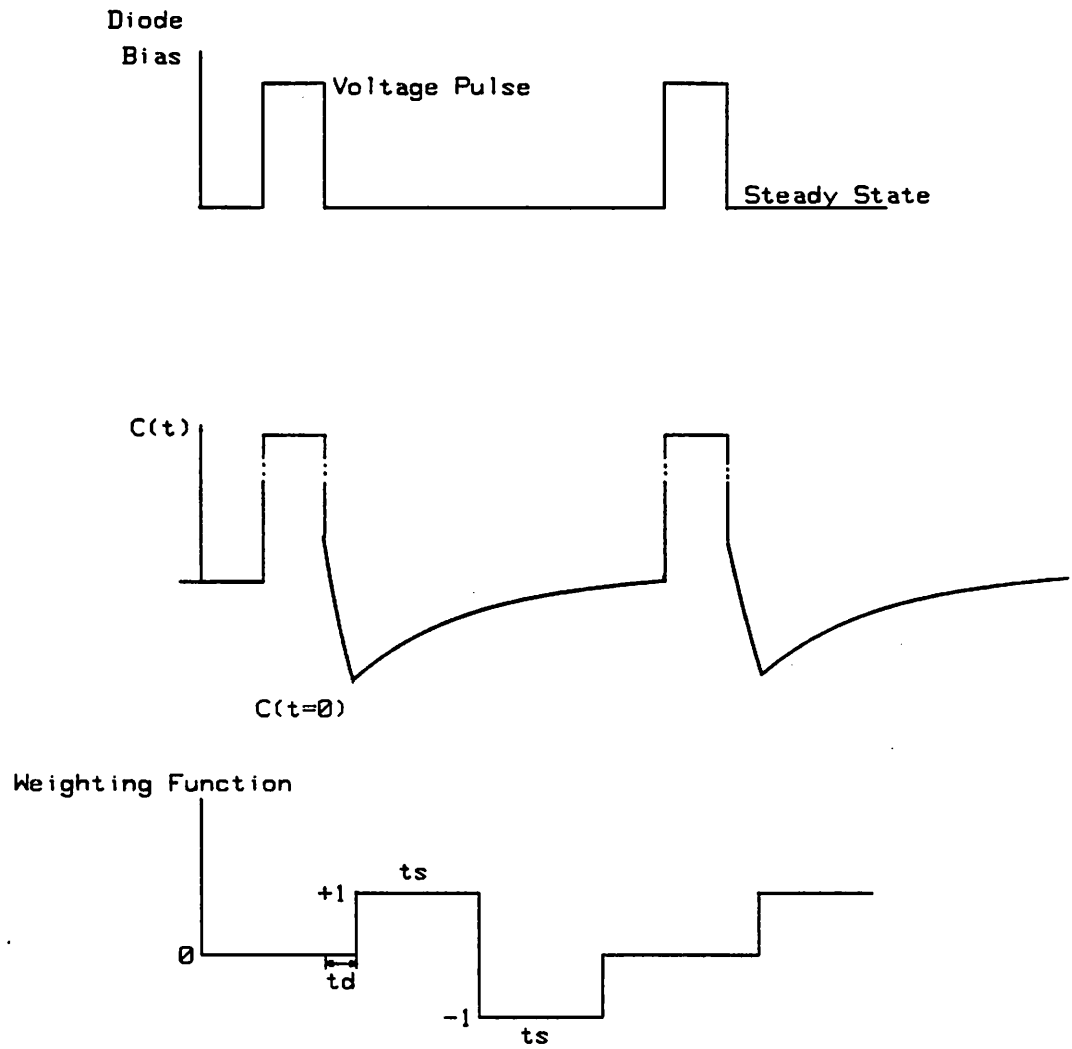 Diode
Bias
Voltage Pulse
Steady State
C(t)
C(t=0)
Weighting Function
ts
+1
0
td
-1
ts